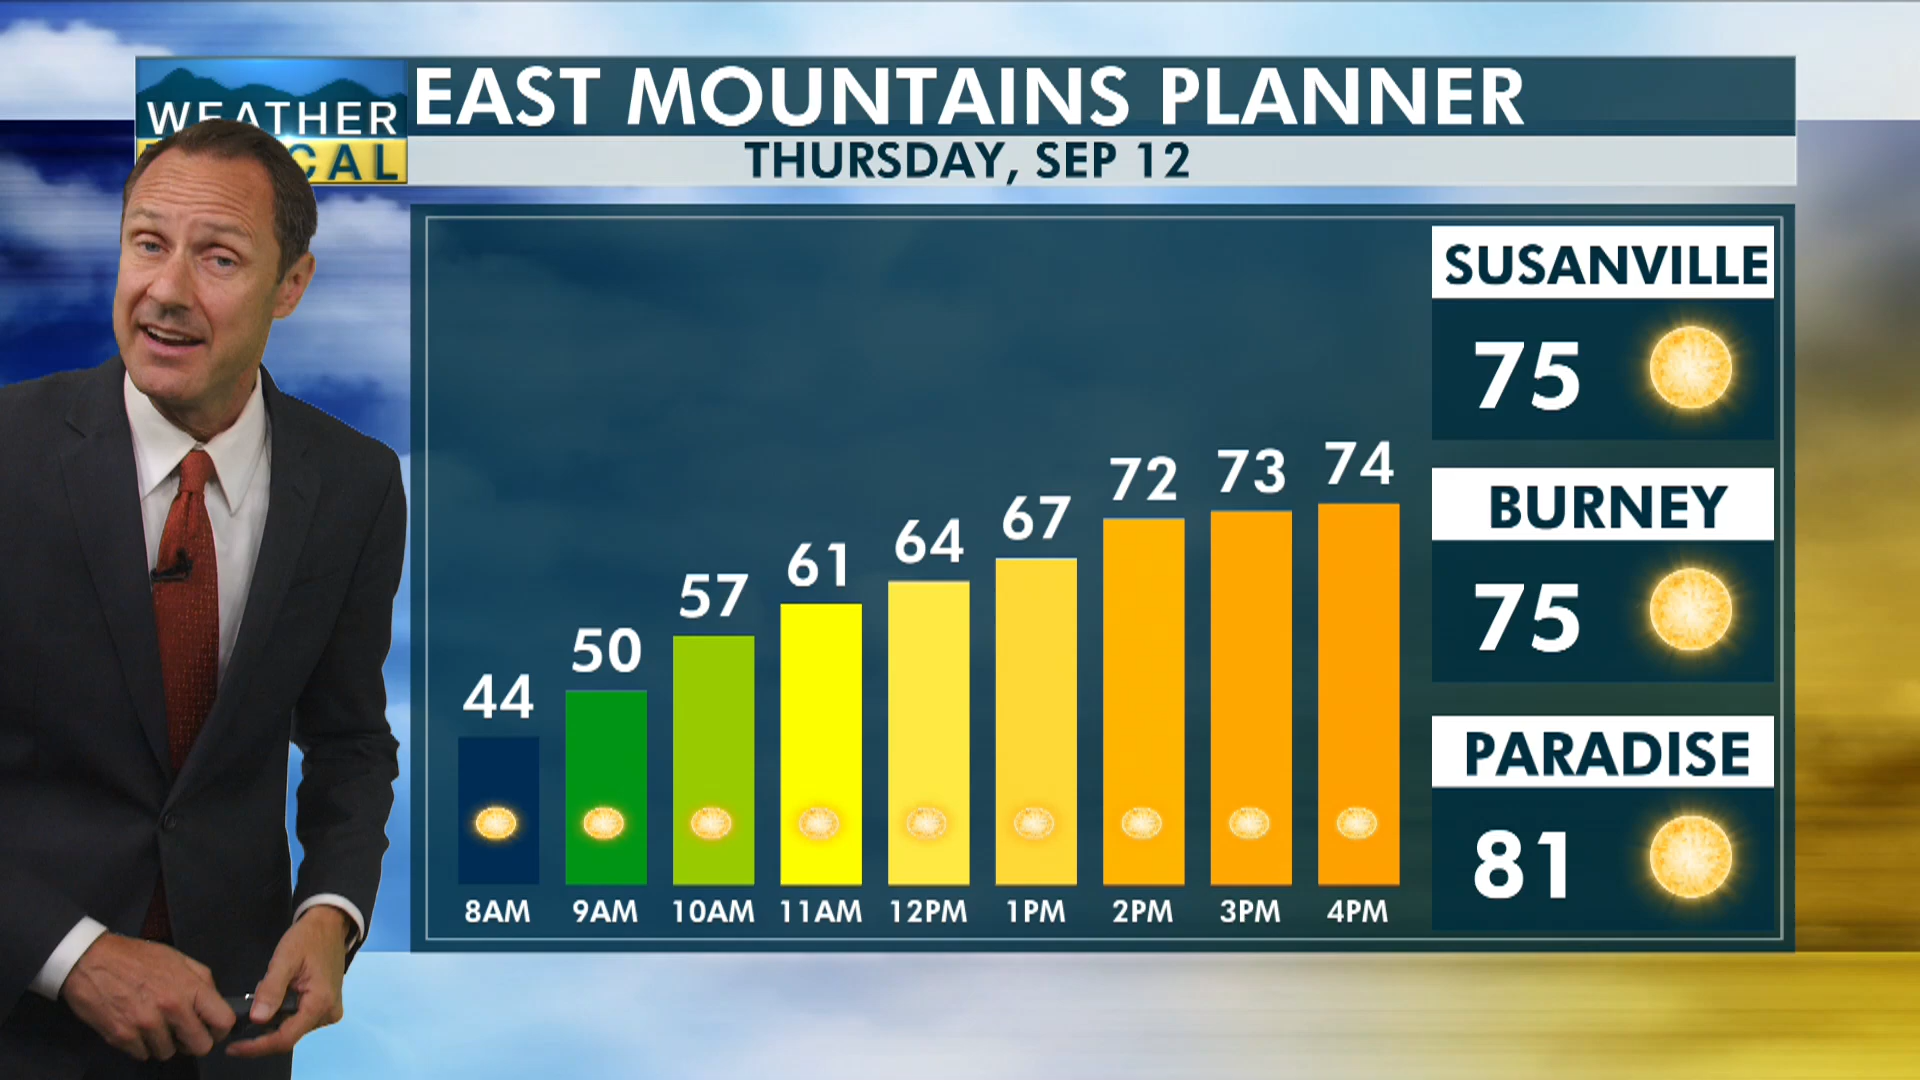 WEATHER
CAL
EAST MOUNTAINS PLANNER
THURSDAY, SEP 12
44 50 57 61 64 67 72 73 74
8AM 9AM 10AM 11AM 12PM 1PM 2PM 3PM 4PM
SUSANVILLE
75
BURNEY
75
PARADISE
81